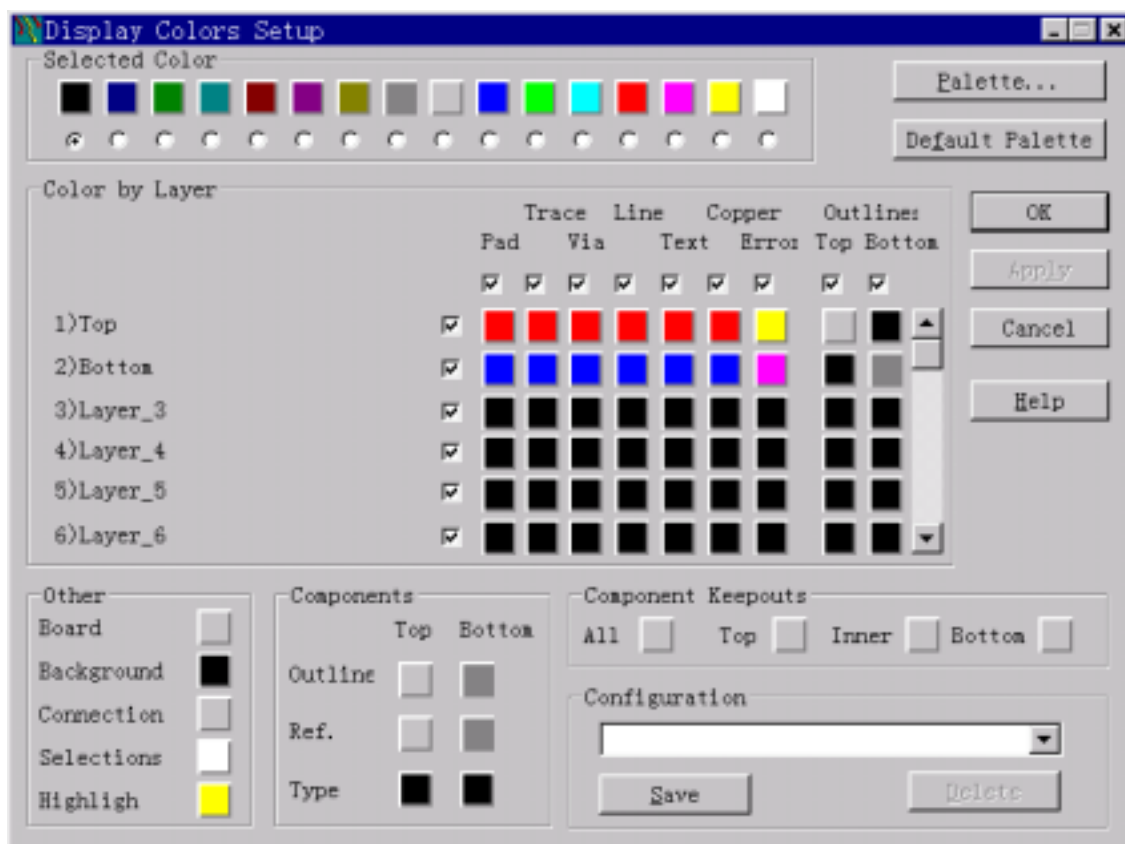 Display Colors Setup
Selected Color
Palette...
Default Palette
Color by Layer
Trace Line Copper Outlines
Pad Via Text Error Top Bottom
OK
Apply
Cancel
Help
1)Top
2)Bottom
3)Layer_3
4)Layer_4
5)Layer_5
6)Layer_6
Other
Board
Background
Connection
Selections
Highligh
Components
Top Bottom
Outline
Ref.
Type
Component Keepouts
All Top Inner Bottom
Configuration
Save
Delete